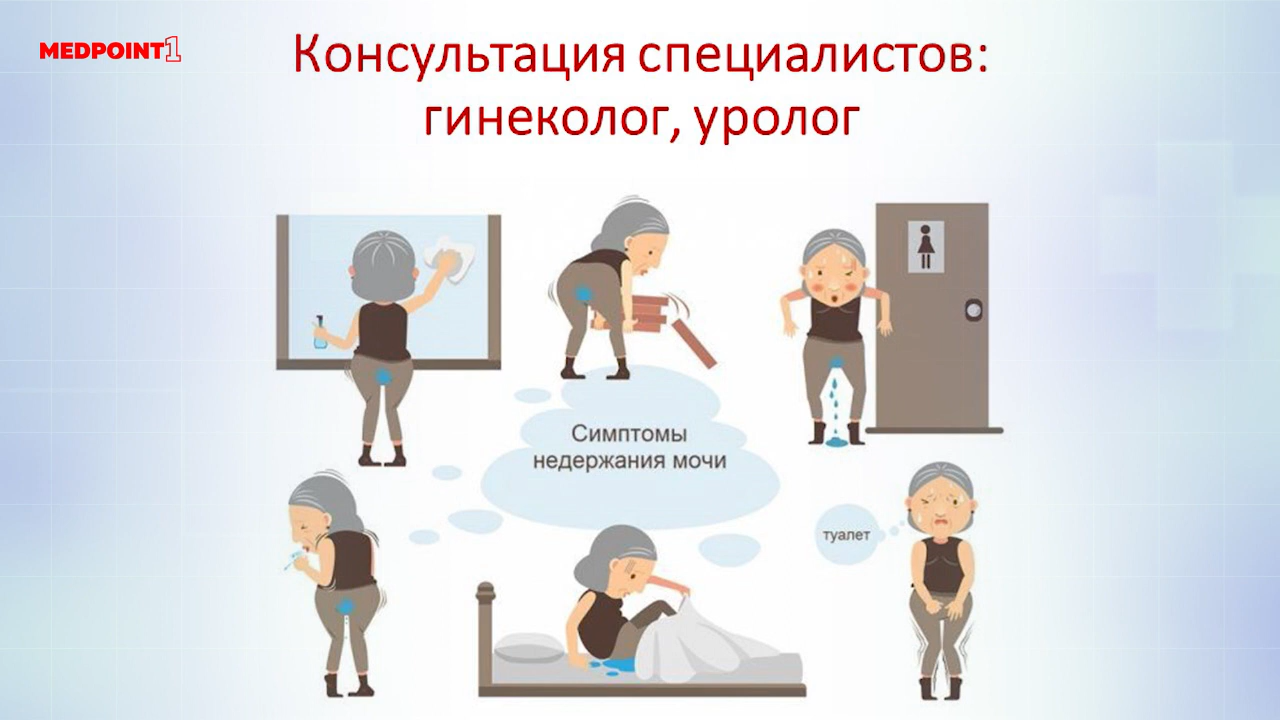 MEDPOINT1
Консультация специалистов:
гинеколог, уролог
Симптомы
недержания мочи
туалет